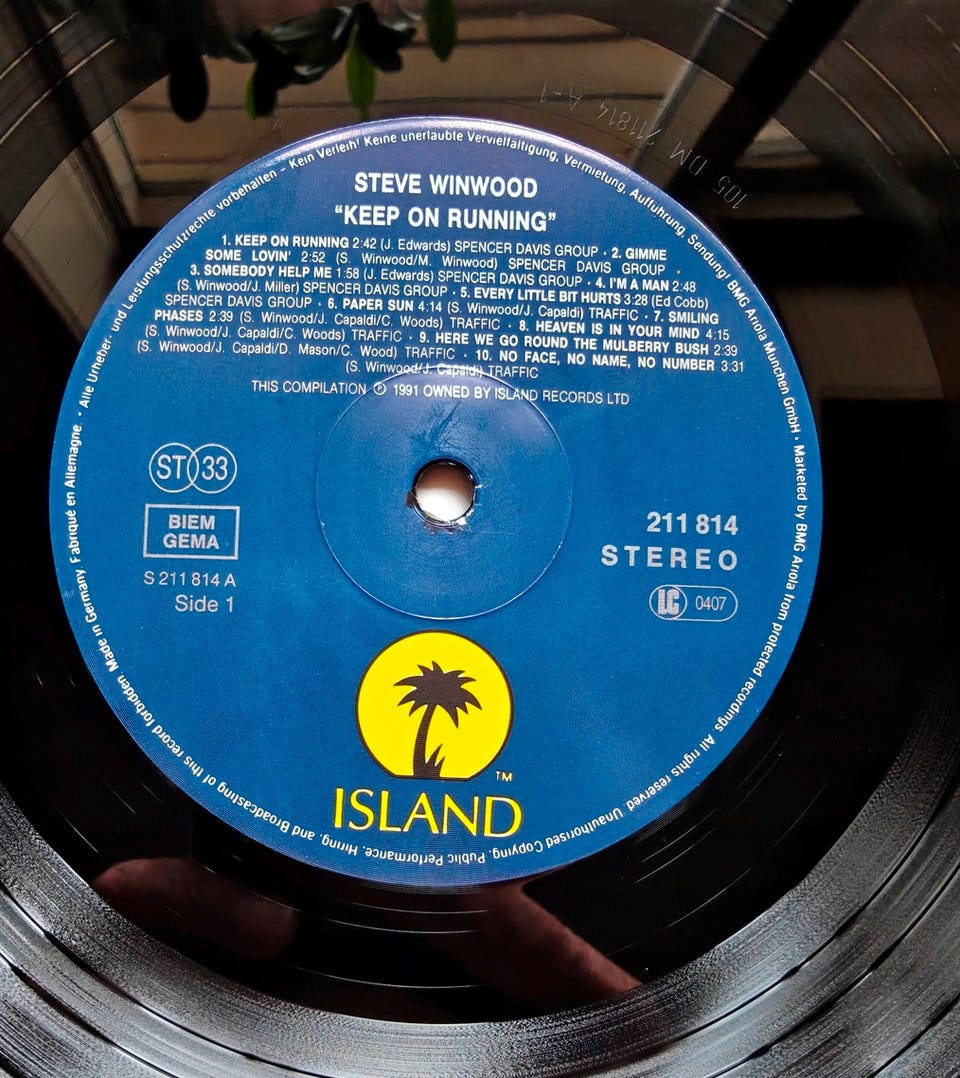 STEVE WINWOOD
“KEEP ON RUNNING”
1. KEEP ON RUNNING 2:42 (J. Edwards) SPENCER DAVIS GROUP · 2. GIMME
SOME LOVIN' 2:52 (S. Winwood/M. Winwood) SPENCER DAVIS GROUP ·
3. SOMEBODY HELP ME 1:58 (J. Edwards) SPENCER DAVIS GROUP · 4. I'M A MAN 2:48
(S. Winwood/J. Miller) SPENCER DAVIS GROUP · 5. EVERY LITTLE BIT HURTS 3:28 (Ed Cobb)
SPENCER DAVIS GROUP · 6. PAPER SUN 4:14 (S. Winwood/J. Capaldi) TRAFFIC · 7. SMILING
PHASES 2:39 (S. Winwood/J. Capaldi/C. Woods) TRAFFIC · 8. HEAVEN IS IN YOUR MIND 4:15
(S. Winwood/J. Capaldi/C. Woods) TRAFFIC · 9. HERE WE GO ROUND THE MULBERRY BUSH 2:39
(S. Winwood/J. Capaldi/D. Mason/C. Wood) TRAFFIC · 10. NO FACE, NO NAME, NO NUMBER 3:31
(S. Winwood/J. Capaldi) TRAFFIC
THIS COMPILATION ℗ 1991 OWNED BY ISLAND RECORDS LTD
ST 33
BIEM
GEMA
S 211 814 A
Side 1
211 814
STEREO
LC 0407
ISLAND™
Fabriqué en Allemagne. · Alle Urheber- und Leistungsschutzrechte vorbehalten – Kein Verleih! Keine unerlaubte Vervielfältigung, Vermietung, Aufführung, Sendung! BMG Ariola München GmbH · Marketed by BMG Ariola from protected recordings. All rights reserved. Unauthorised Copying, Public Performance, Hiring, and Broadcasting of this record forbidden. Made in Germany.
105 DM 711814 A-1